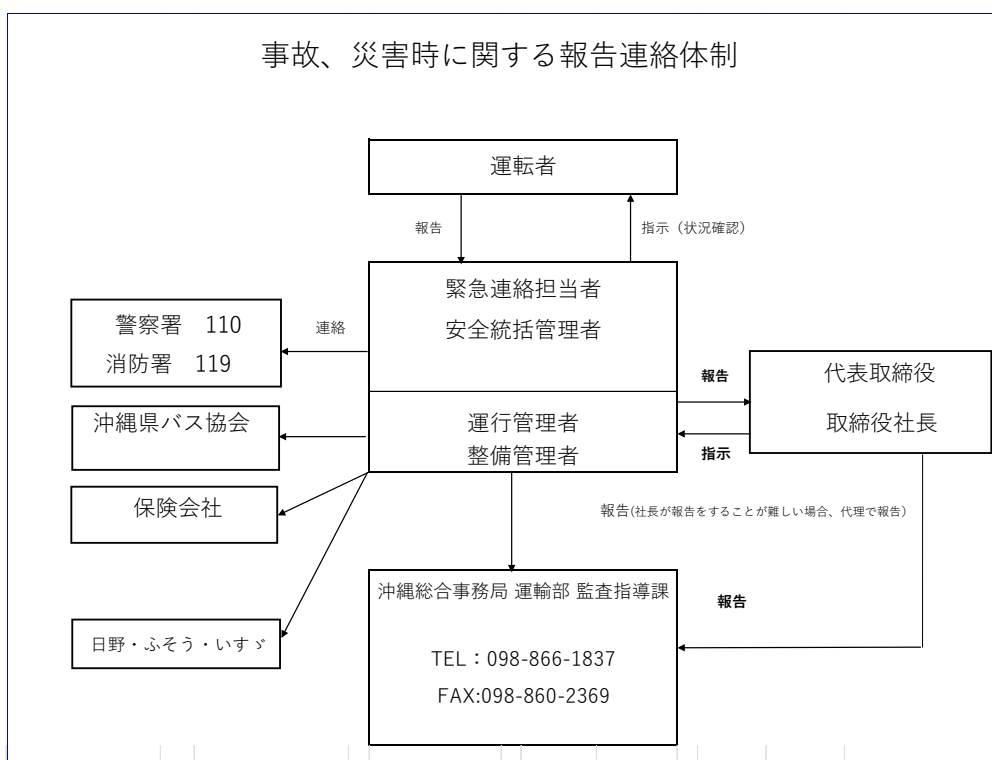 事故、災害時に関する報告連絡体制
運転者
報告
指示（状況確認）
緊急連絡担当者
安全統括管理者
警察署　110
消防署　119
連絡
報告
代表取締役
取締役社長
指示
沖縄県バス協会
運行管理者
整備管理者
保険会社
報告(社長が報告をすることが難しい場合、代理で報告）
沖縄総合事務局 運輸部 監査指導課
報告
日野・ふそう・いすゞ
TEL：098-866-1837
FAX:098-860-2369